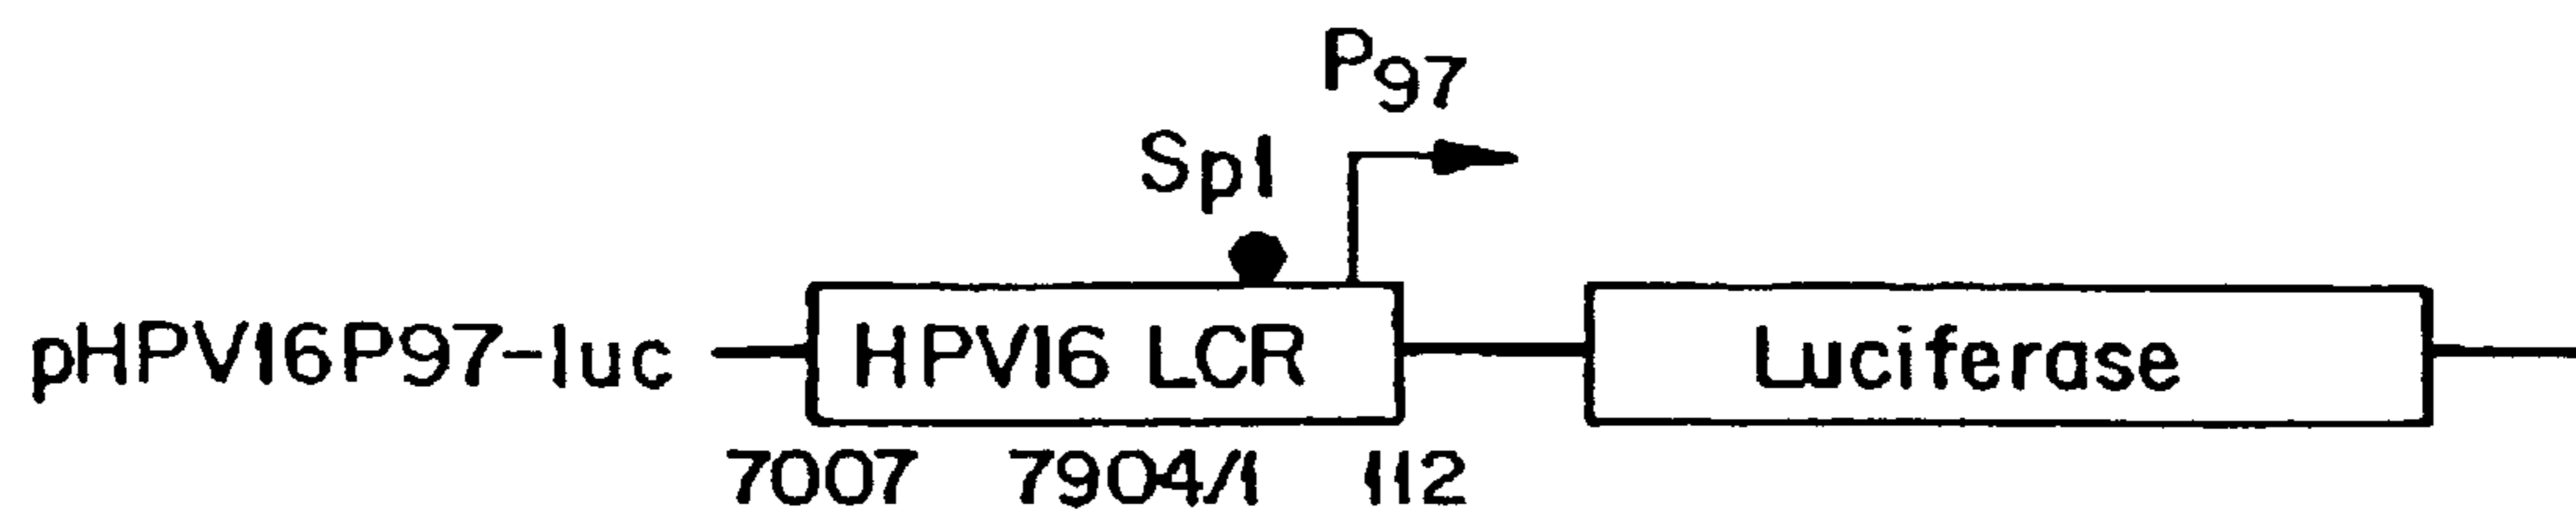 P97
Sp1
pHPV16P97-luc HPV16 LCR Luciferase
7007 7904/1 112